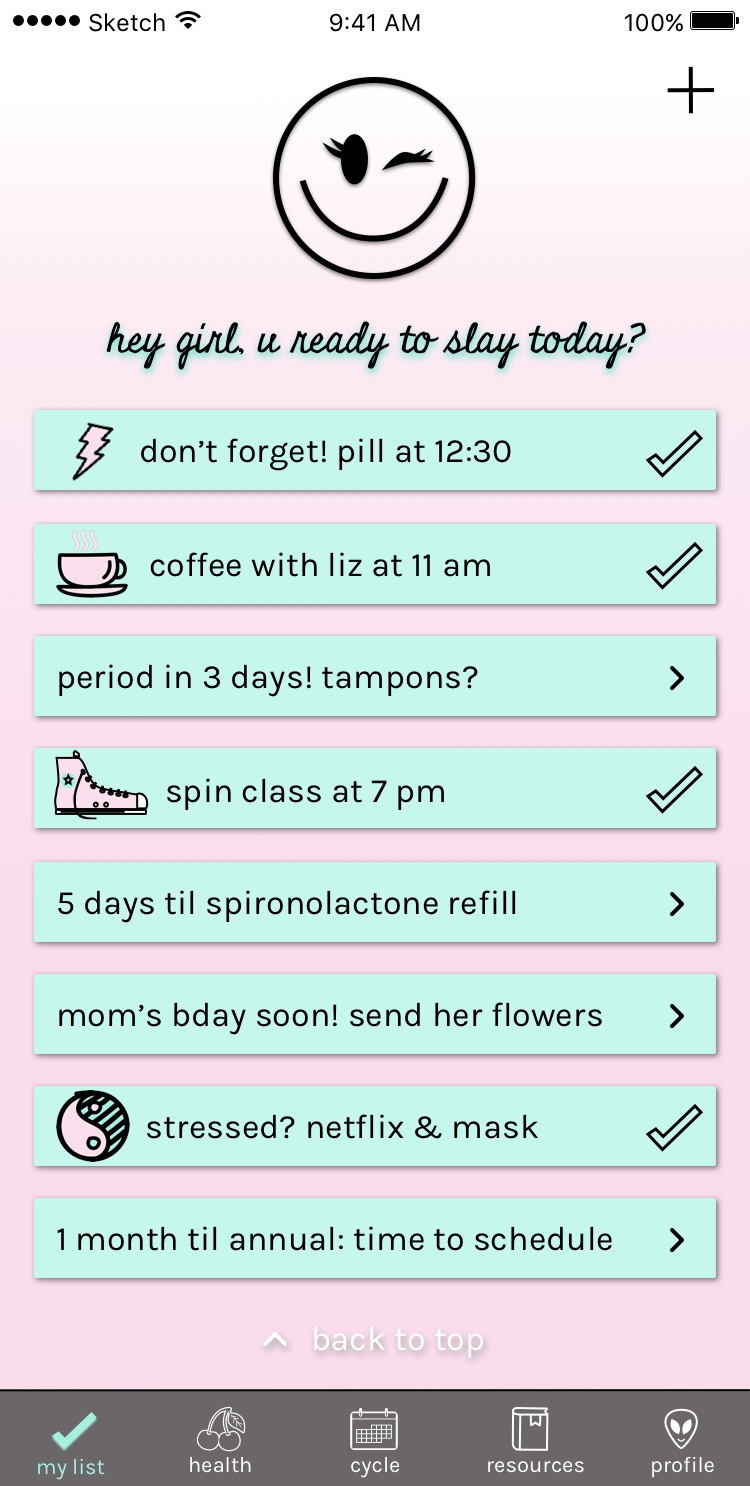 Sketch 9:41 AM 100%
hey girl, u ready to slay today?
don't forget! pill at 12:30
coffee with liz at 11 am
period in 3 days! tampons?
spin class at 7 pm
5 days til spironolactone refill
mom's bday soon! send her flowers
stressed? netflix & mask
1 month til annual: time to schedule
back to top
my list health cycle resources profile